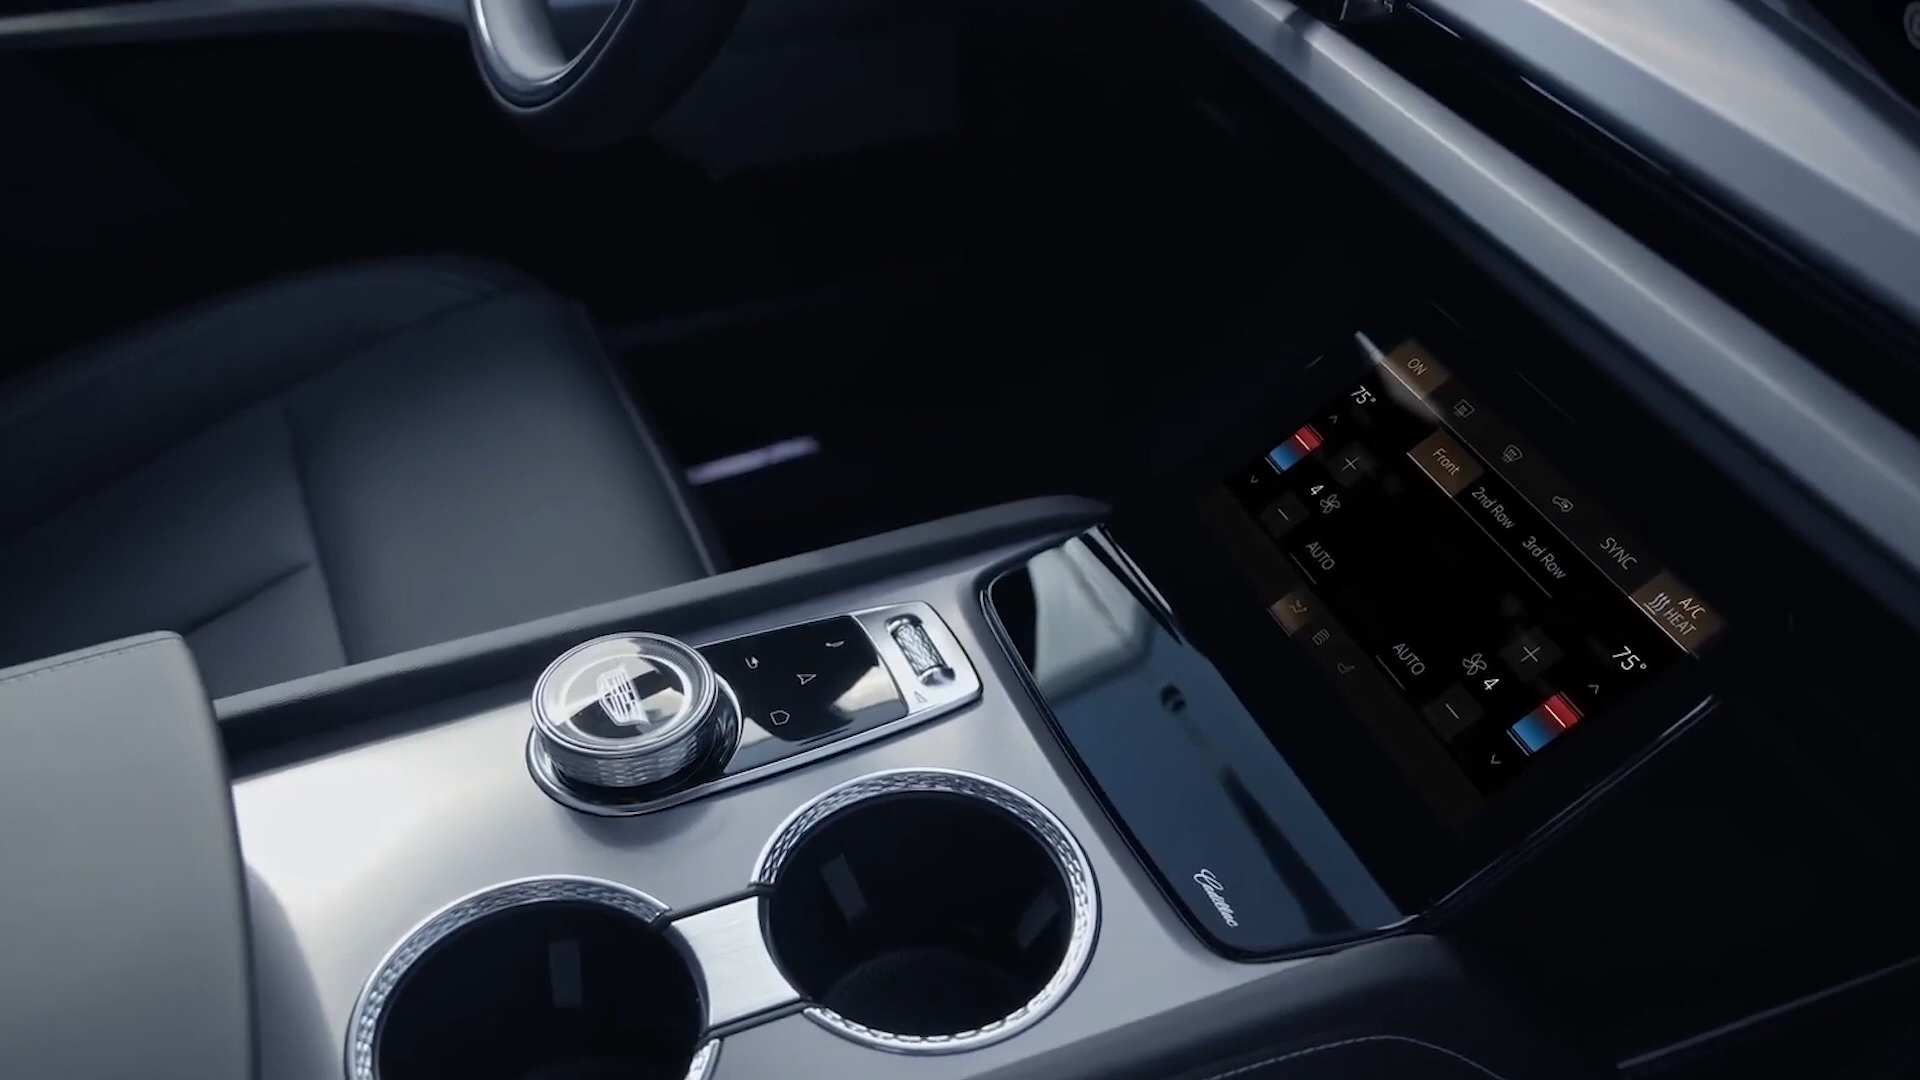 ON
75°
Front
2nd Row
3rd Row
SYNC
A/C
HEAT
4
AUTO
AUTO
4
75°
Cadillac